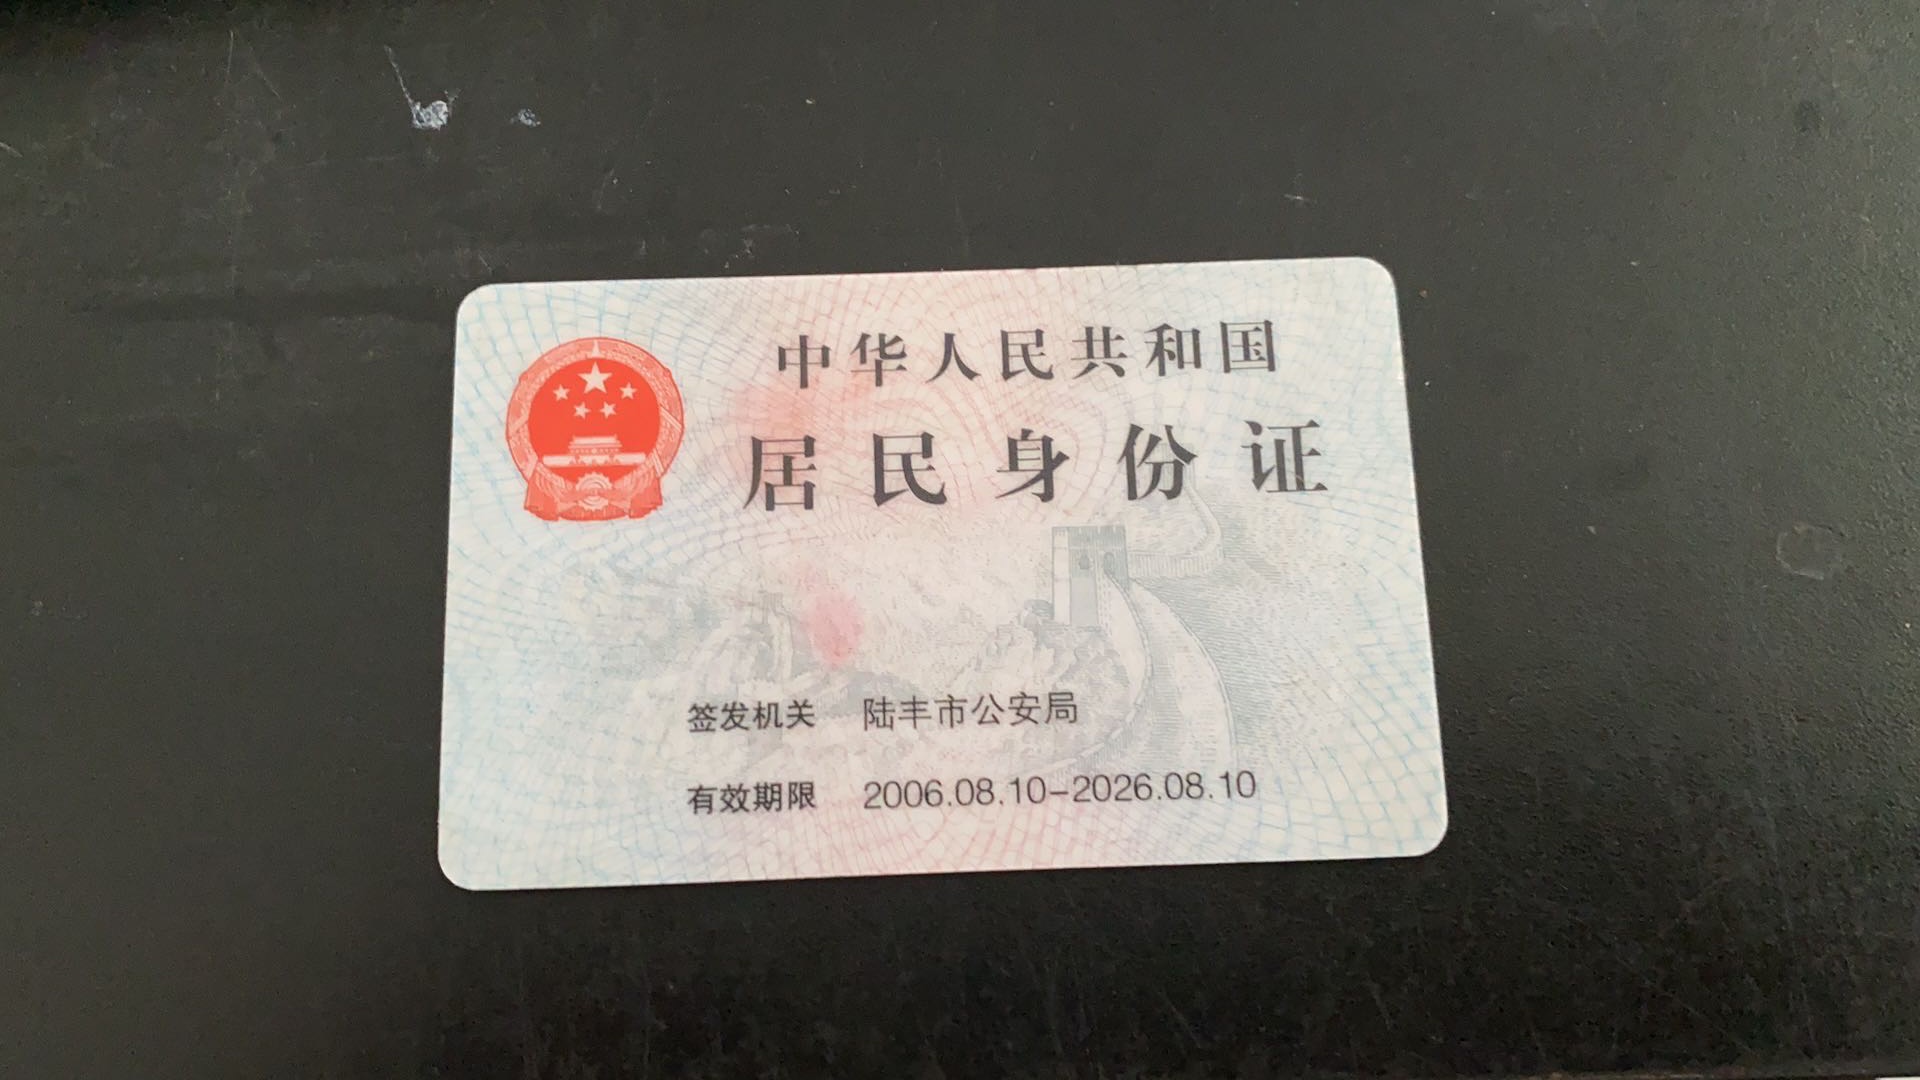 中华人民共和国
居民身份证
签发机关 陆丰市公安局
有效期限 2006.08.10-2026.08.10